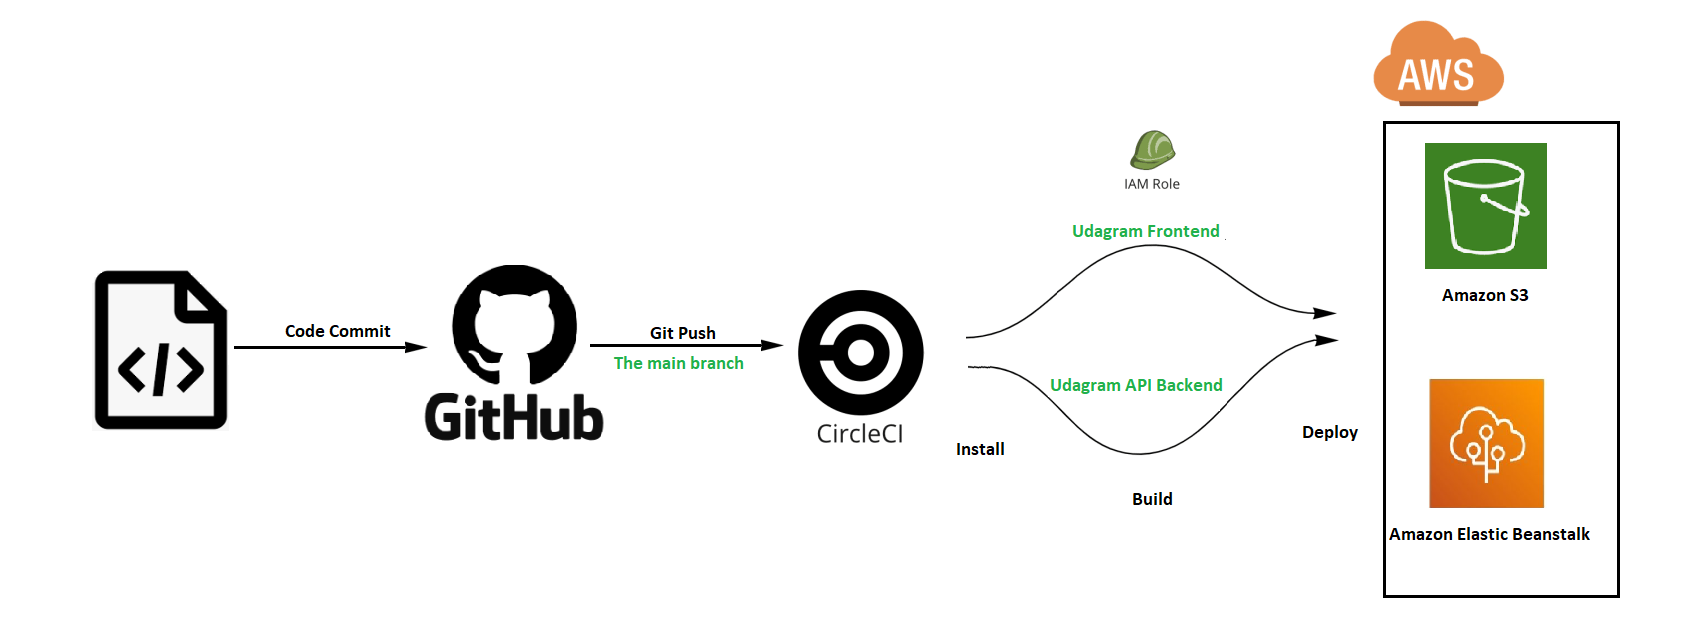 AWS
IAM Role
Udagram Frontend
Amazon S3
Code Commit
Git Push
The main branch
GitHub
CircleCI
Udagram API Backend
Install
Deploy
Build
Amazon Elastic Beanstalk